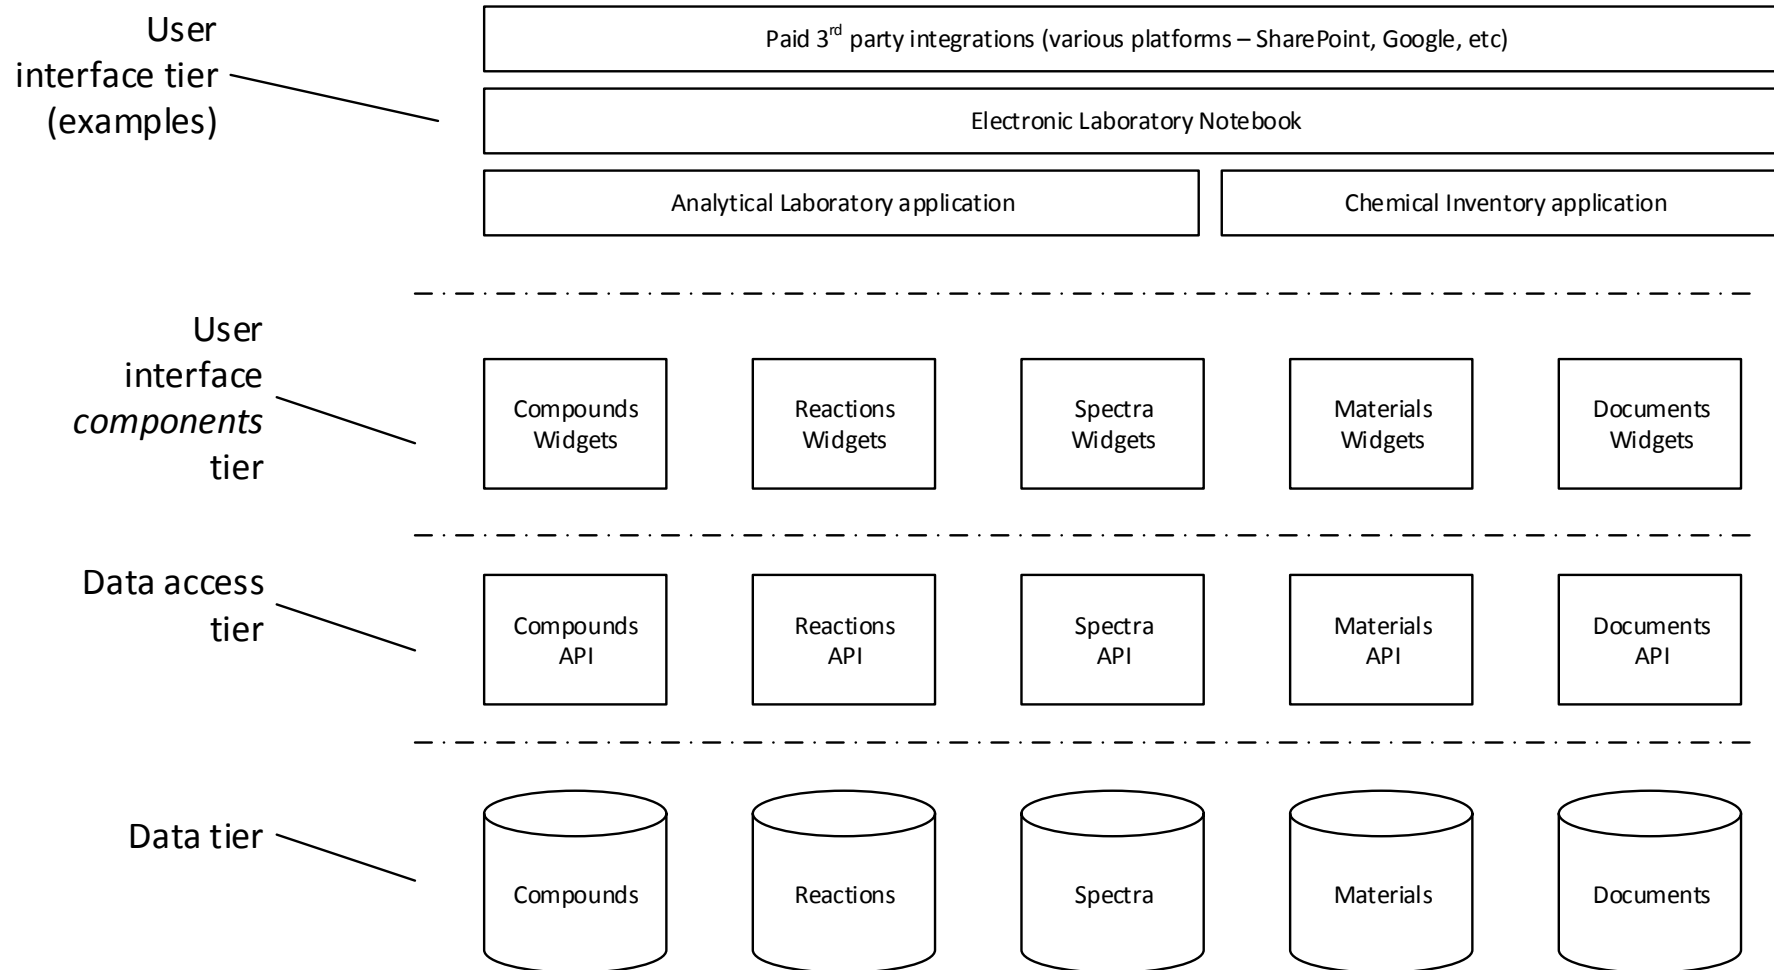 User
interface tier
(examples)
Paid 3rd party integrations (various platforms – SharePoint, Google, etc)
Electronic Laboratory Notebook
Analytical Laboratory application
Chemical Inventory application
User
interface
components
tier
Compounds
Widgets
Reactions
Widgets
Spectra
Widgets
Materials
Widgets
Documents
Widgets
Data access
tier
Compounds
API
Reactions
API
Spectra
API
Materials
API
Documents
API
Data tier
Compounds
Reactions
Spectra
Materials
Documents